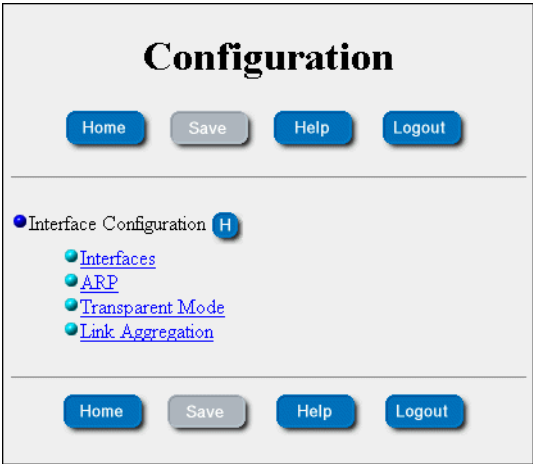 Configuration
Home Save Help Logout
Interface Configuration H
Interfaces
ARP
Transparent Mode
Link Aggregation
Home Save Help Logout